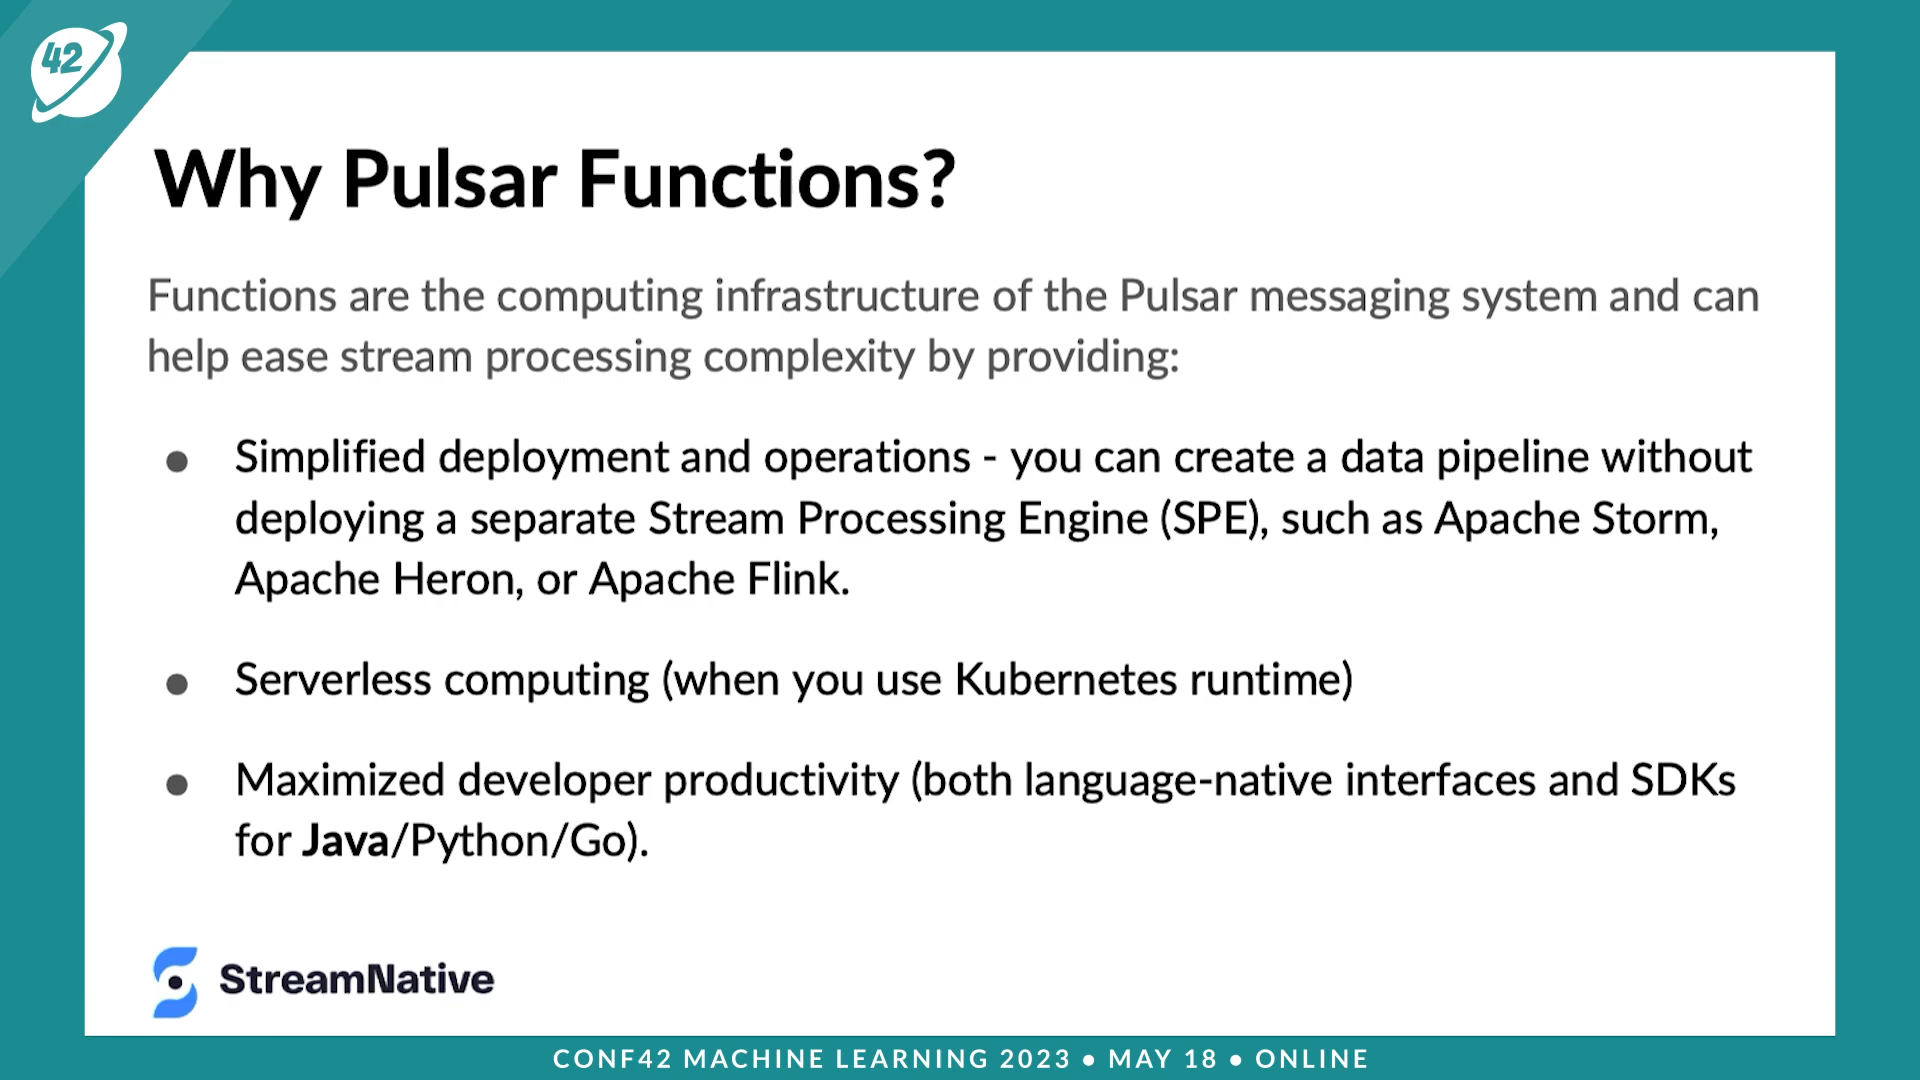 42
Why Pulsar Functions?
Functions are the computing infrastructure of the Pulsar messaging system and can
help ease stream processing complexity by providing:
● Simplified deployment and operations - you can create a data pipeline without
deploying a separate Stream Processing Engine (SPE), such as Apache Storm,
Apache Heron, or Apache Flink.
● Serverless computing (when you use Kubernetes runtime)
● Maximized developer productivity (both language-native interfaces and SDKs
for Java/Python/Go).
StreamNative
CONF42 MACHINE LEARNING 2023 ● MAY 18 ● ONLINE